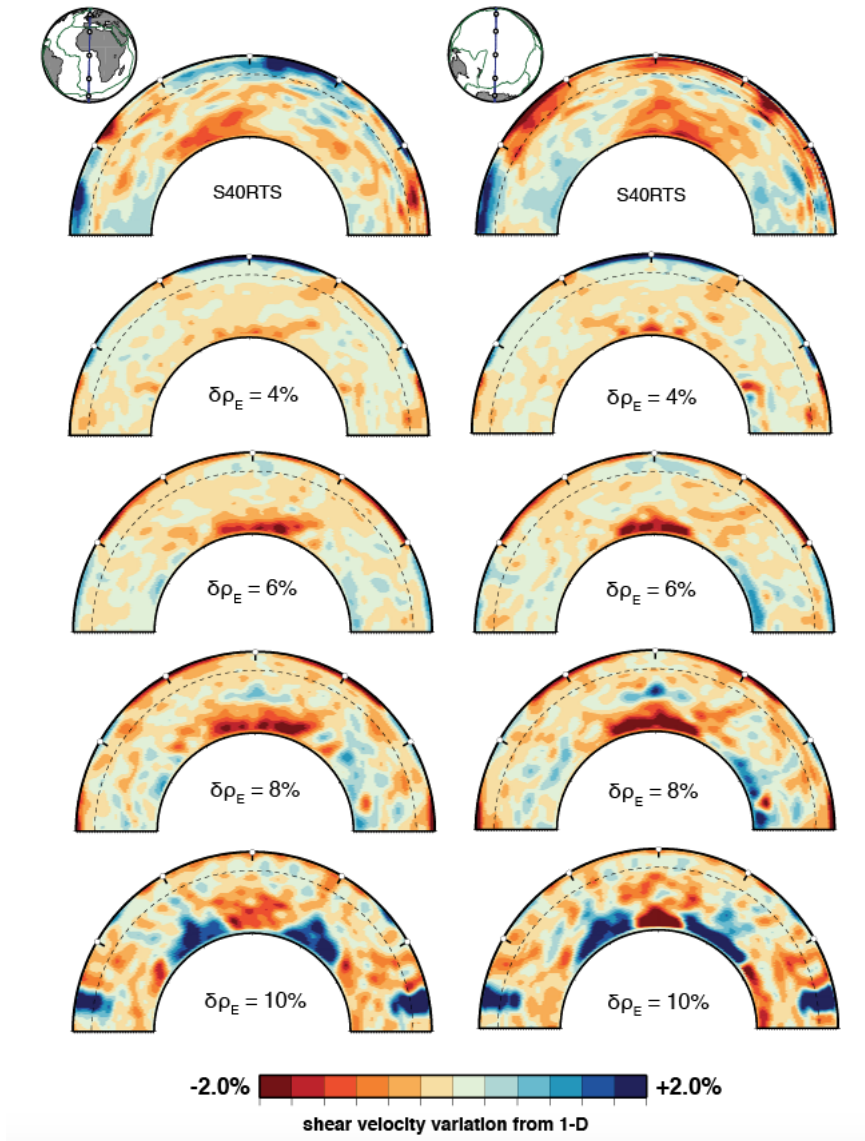 E
S40RTS
S40RTS
δρE = 4%
δρE = 4%
δρE = 6%
δρE = 6%
δρE = 8%
δρE = 8%
δρE = 10%
δρE = 10%
-2.0%
+2.0%
shear velocity variation from 1-D